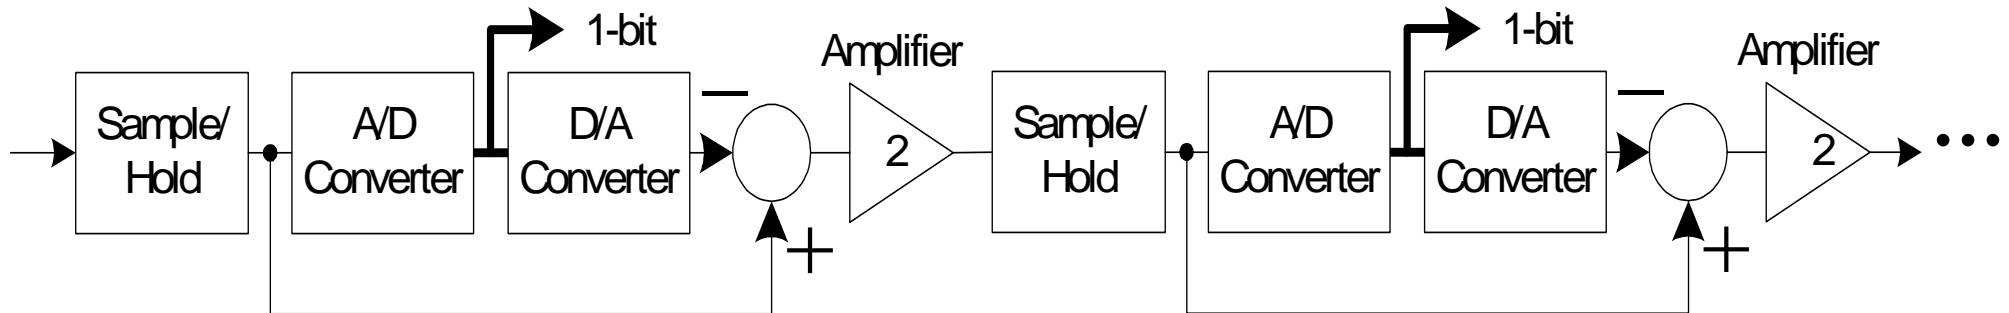 1-bit
Amplifier
Sample/
Hold
A/D
Converter
D/A
Converter
−
+
2
Sample/
Hold
1-bit
Amplifier
A/D
Converter
D/A
Converter
−
+
2
•••